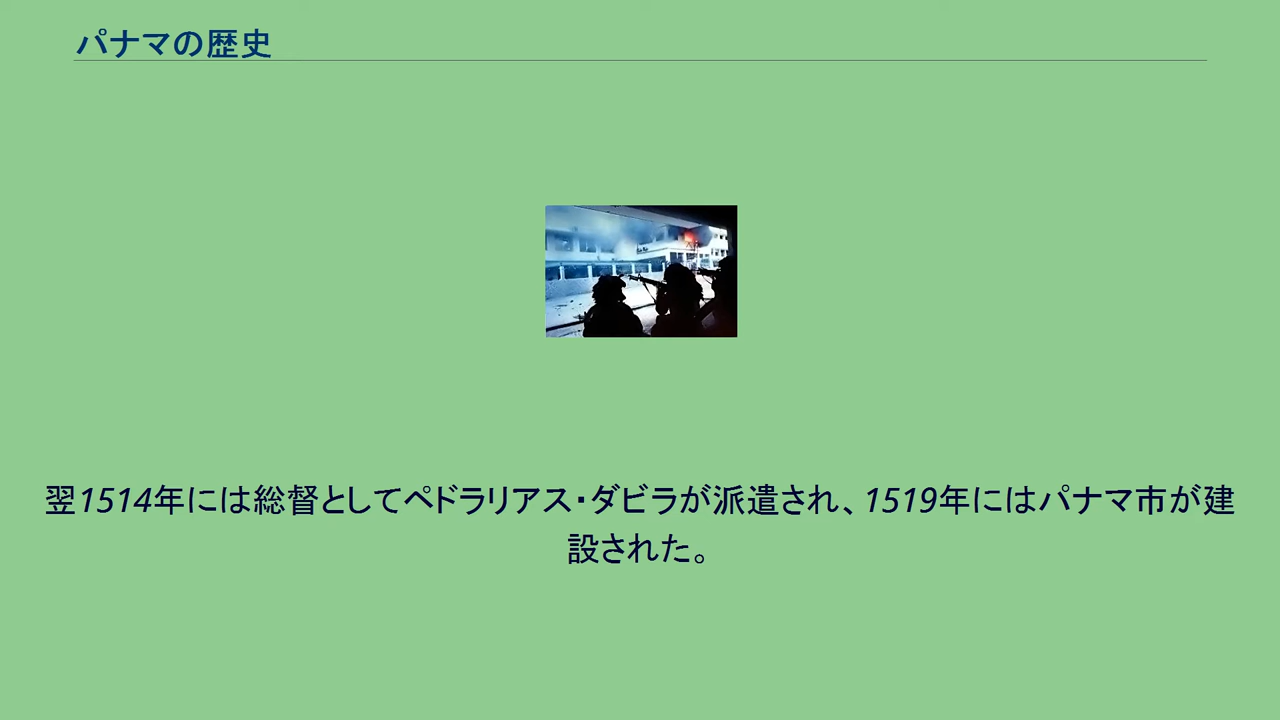 パナマの歴史
翌1514年には総督としてペドラリアス・ダビラが派遣され、1519年にはパナマ市が建
設された。